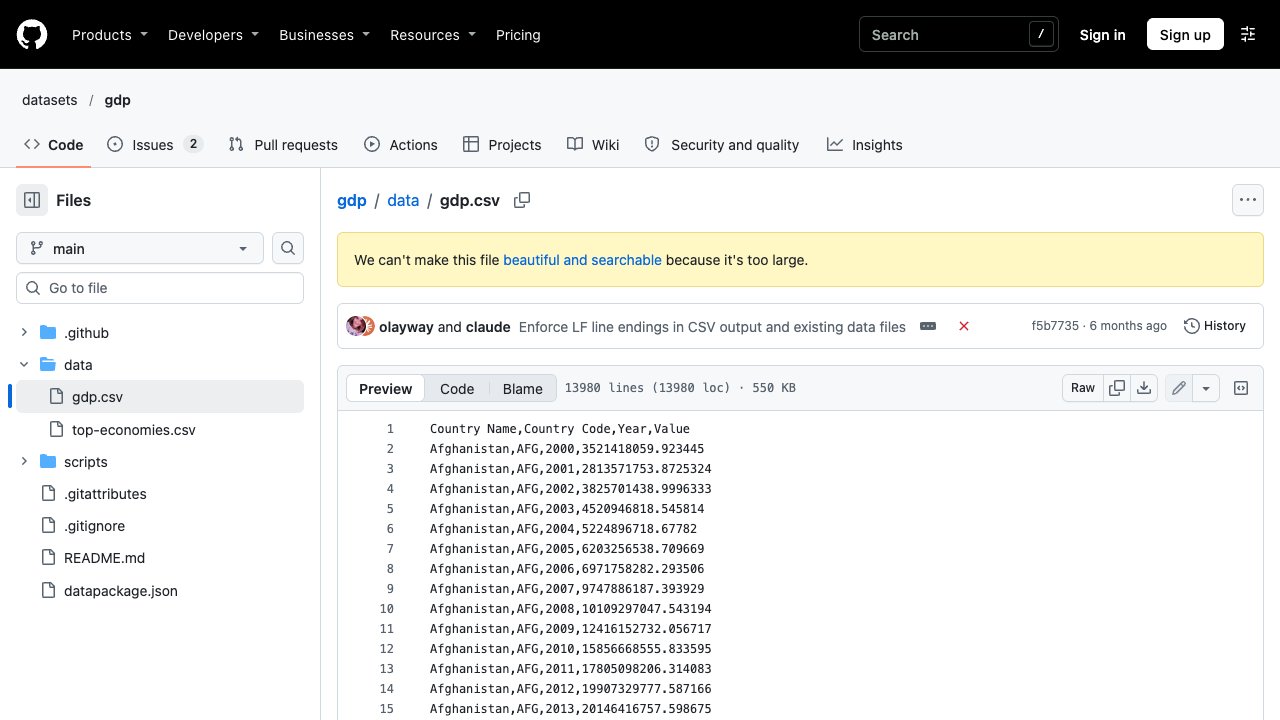 Products Developers Businesses Resources Pricing Search / Sign in Sign up
datasets / gdp
Code Issues 2 Pull requests Actions Projects Wiki Security and quality Insights
Files
main
Go to file
.github
data
gdp.csv
top-economies.csv
scripts
.gitattributes
.gitignore
README.md
datapackage.json
gdp / data / gdp.csv
We can't make this file beautiful and searchable because it's too large.
olayway and claude Enforce LF line endings in CSV output and existing data files f5b7735 · 6 months ago History
Preview Code Blame 13980 lines (13980 loc) · 550 KB Raw
1 Country Name,Country Code,Year,Value
2 Afghanistan,AFG,2000,3521418059.923445
3 Afghanistan,AFG,2001,2813571753.8725324
4 Afghanistan,AFG,2002,3825701438.9996333
5 Afghanistan,AFG,2003,4520946818.545814
6 Afghanistan,AFG,2004,5224896718.67782
7 Afghanistan,AFG,2005,6203256538.709669
8 Afghanistan,AFG,2006,6971758282.293506
9 Afghanistan,AFG,2007,9747886187.393929
10 Afghanistan,AFG,2008,10109297047.543194
11 Afghanistan,AFG,2009,12416152732.056717
12 Afghanistan,AFG,2010,15856668555.833595
13 Afghanistan,AFG,2011,17805098206.314083
14 Afghanistan,AFG,2012,19907329777.587166
15 Afghanistan,AFG,2013,20146416757.598675